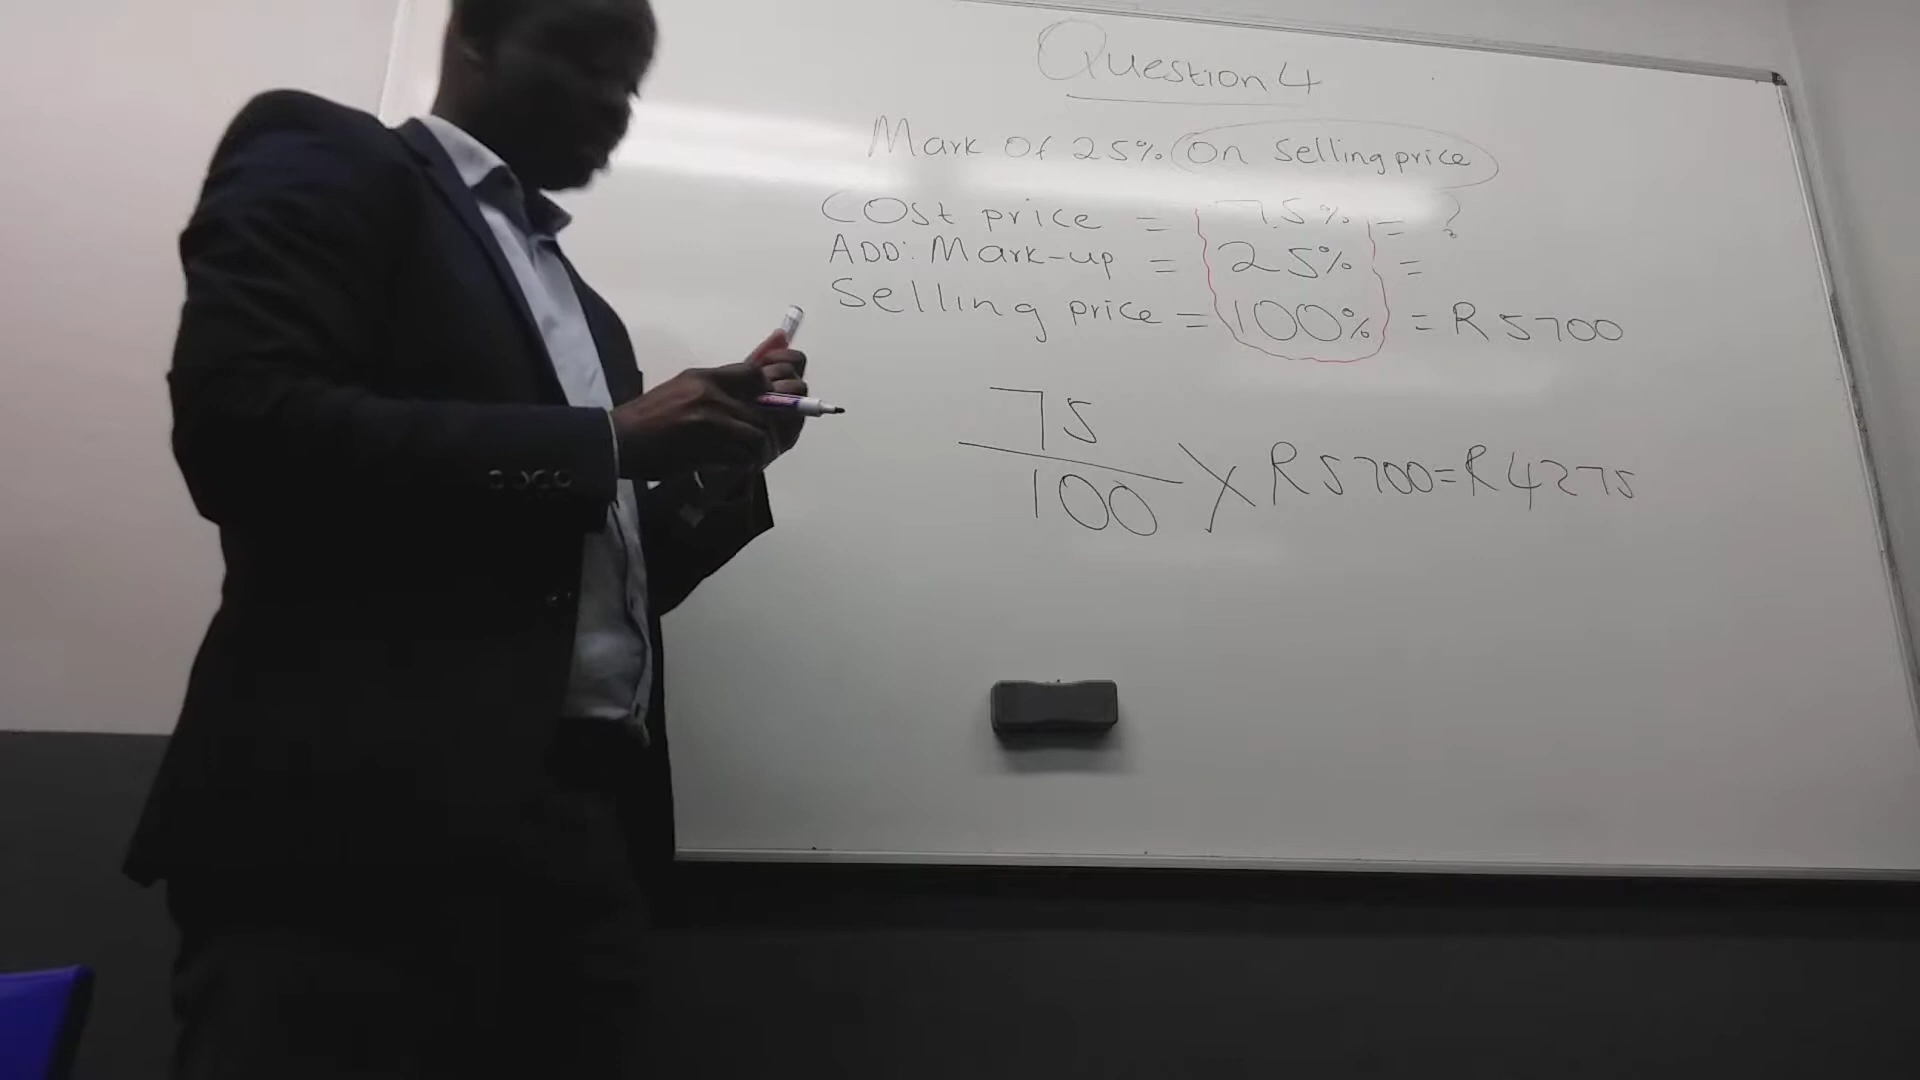 Question 4
Mark of 25% on selling price
Cost price = 75% = ?
ADD: Mark-up = 25% =
Selling price = 100% = R5700
75
100 X R5700=R4275